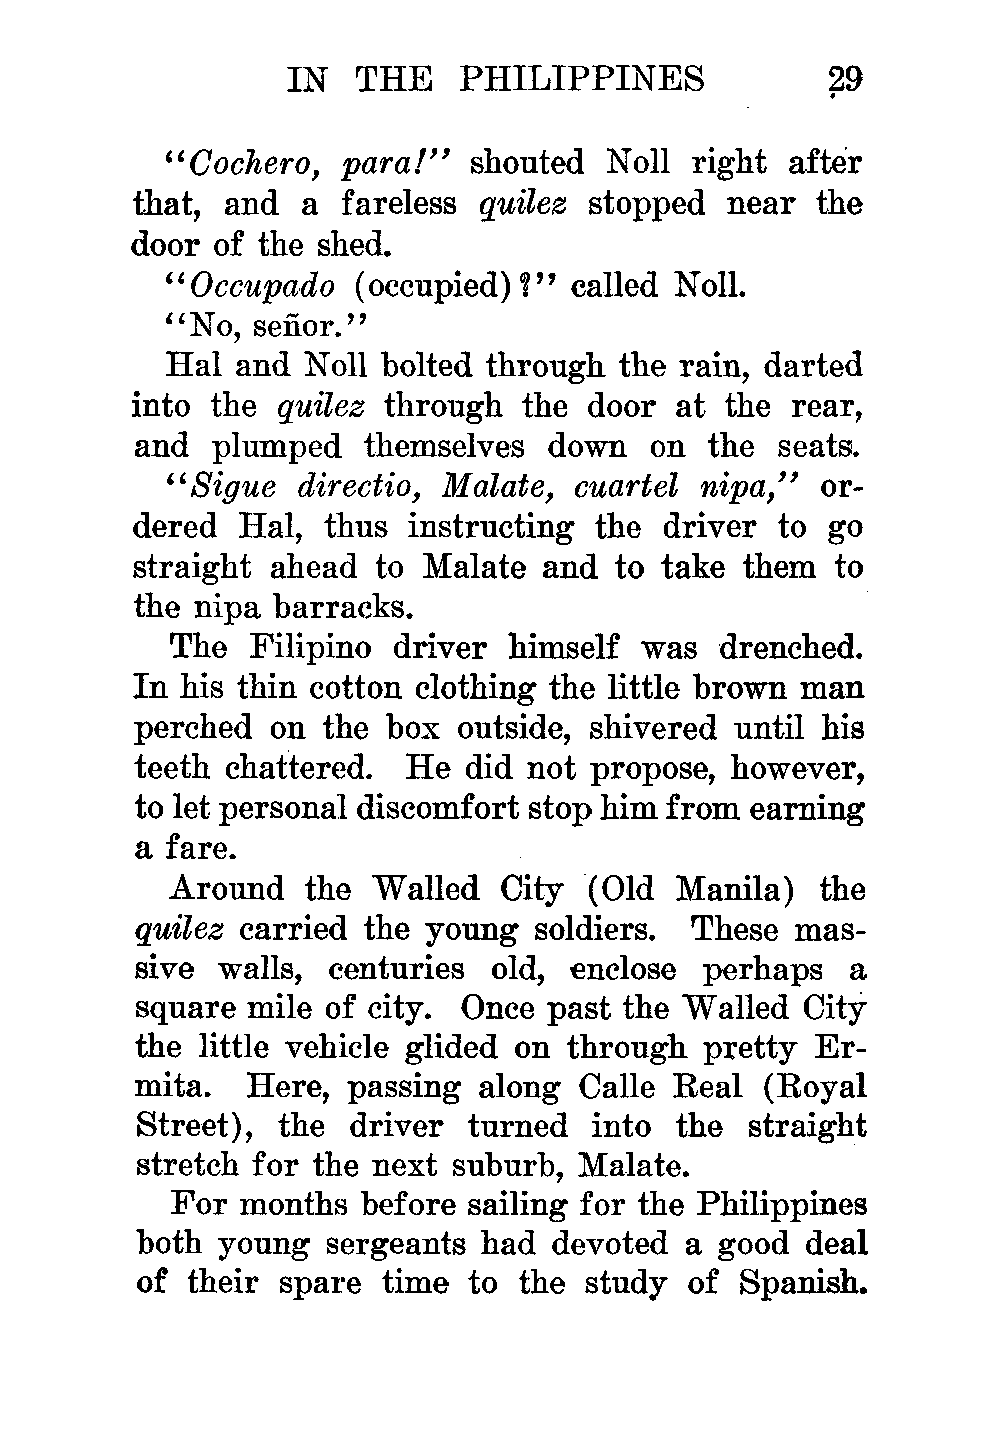 IN THE PHILIPPINES 29
“Cochero, para!” shouted Noll right after
that, and a fareless quilez stopped near the
door of the shed.
“Occupado (occupied)?” called Noll.
“No, señor.”
Hal and Noll bolted through the rain, darted
into the quilez through the door at the rear,
and plumped themselves down on the seats.
“Sigue directio, Malate, cuartel nipa,” or-
dered Hal, thus instructing the driver to go
straight ahead to Malate and to take them to
the nipa barracks.
The Filipino driver himself was drenched.
In his thin cotton clothing the little brown man
perched on the box outside, shivered until his
teeth chattered. He did not propose, however,
to let personal discomfort stop him from earning
a fare.
Around the Walled City (Old Manila) the
quilez carried the young soldiers. These mas-
sive walls, centuries old, enclose perhaps a
square mile of city. Once past the Walled City
the little vehicle glided on through pretty Er-
mita. Here, passing along Calle Real (Royal
Street), the driver turned into the straight
stretch for the next suburb, Malate.
For months before sailing for the Philippines
both young sergeants had devoted a good deal
of their spare time to the study of Spanish.